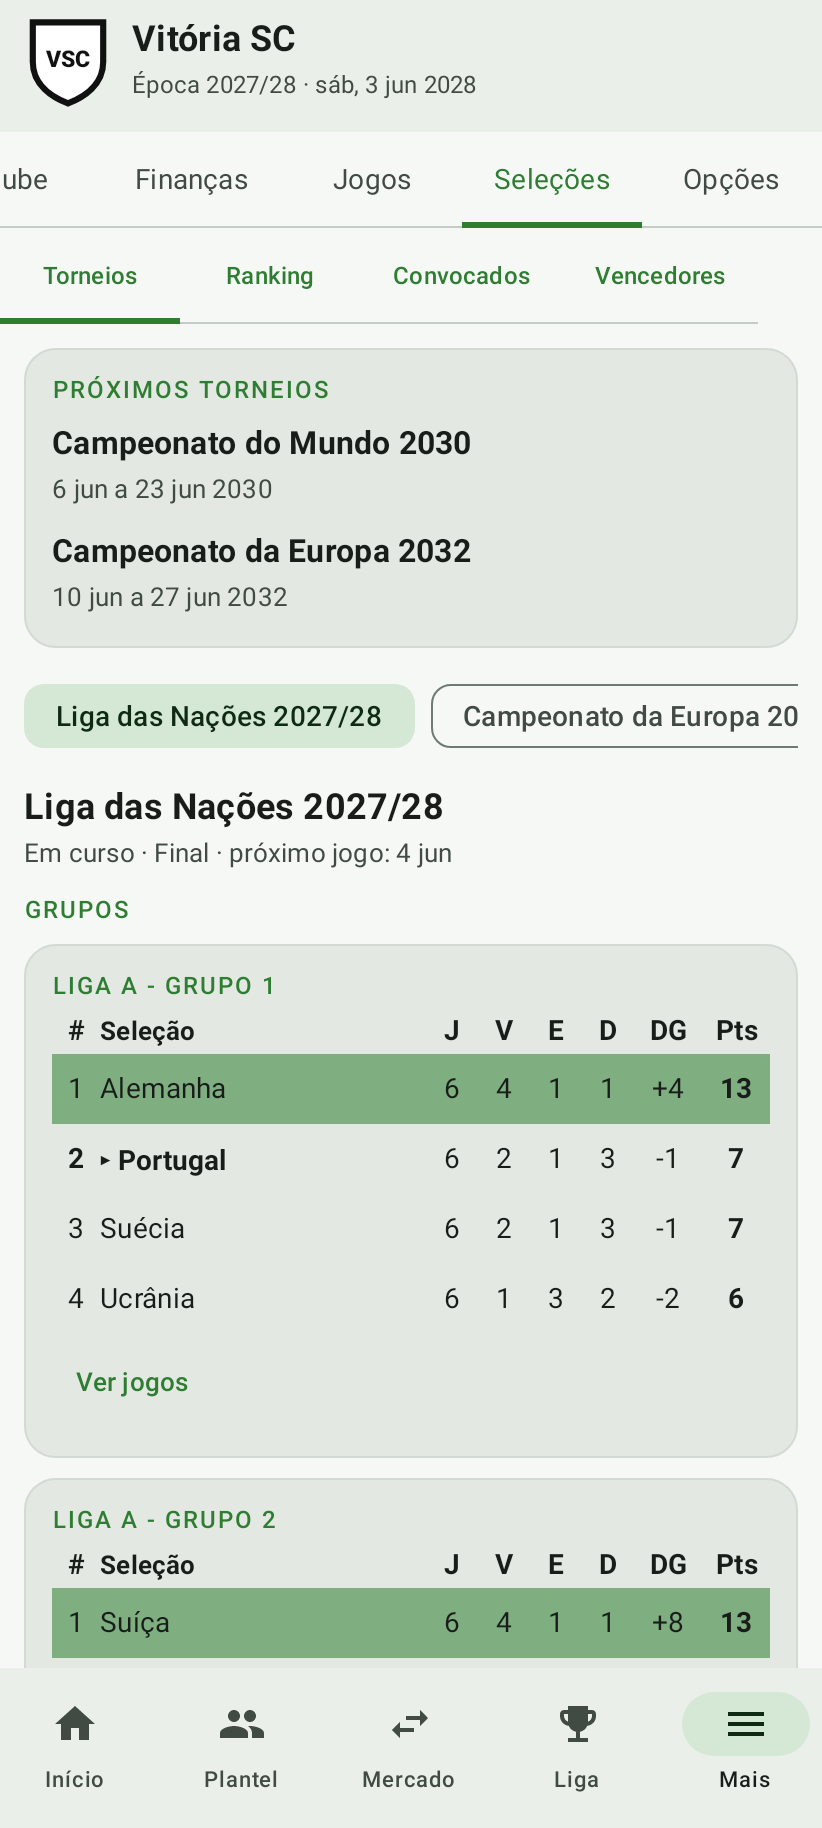 VSC
Vitória SC
Época 2027/28 · sáb, 3 jun 2028
ube Finanças Jogos Seleções Opções
Torneios Ranking Convocados Vencedores
PRÓXIMOS TORNEIOS
Campeonato do Mundo 2030
6 jun a 23 jun 2030
Campeonato da Europa 2032
10 jun a 27 jun 2032
Liga das Nações 2027/28 Campeonato da Europa 20
Liga das Nações 2027/28
Em curso · Final · próximo jogo: 4 jun
GRUPOS
LIGA A - GRUPO 1
# Seleção J V E D DG Pts
1 Alemanha 6 4 1 1 +4 13
2 ▸ Portugal 6 2 1 3 -1 7
3 Suécia 6 2 1 3 -1 7
4 Ucrânia 6 1 3 2 -2 6
Ver jogos
LIGA A - GRUPO 2
# Seleção J V E D DG Pts
1 Suíça 6 4 1 1 +8 13
Início Plantel Mercado Liga Mais